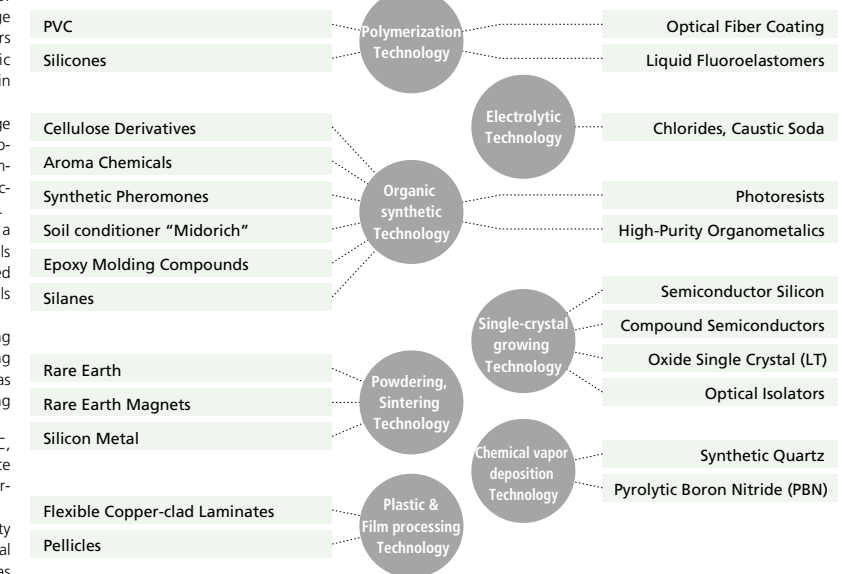 PVC
Silicones
Polymerization
Technology
Optical Fiber Coating
Liquid Fluoroelastomers
Electrolytic
Technology
Chlorides, Caustic Soda
Cellulose Derivatives
Aroma Chemicals
Synthetic Pheromones
Soil conditioner “Midorich”
Epoxy Molding Compounds
Silanes
Organic
synthetic
Technology
Photoresists
High-Purity Organometalics
Single-crystal
growing
Technology
Semiconductor Silicon
Compound Semiconductors
Oxide Single Crystal (LT)
Optical Isolators
Rare Earth
Rare Earth Magnets
Silicon Metal
Powdering,
Sintering
Technology
Chemical vapor
deposition
Technology
Synthetic Quartz
Pyrolytic Boron Nitride (PBN)
Flexible Copper-clad Laminates
Pellicles
Plastic &
Film processing
Technology